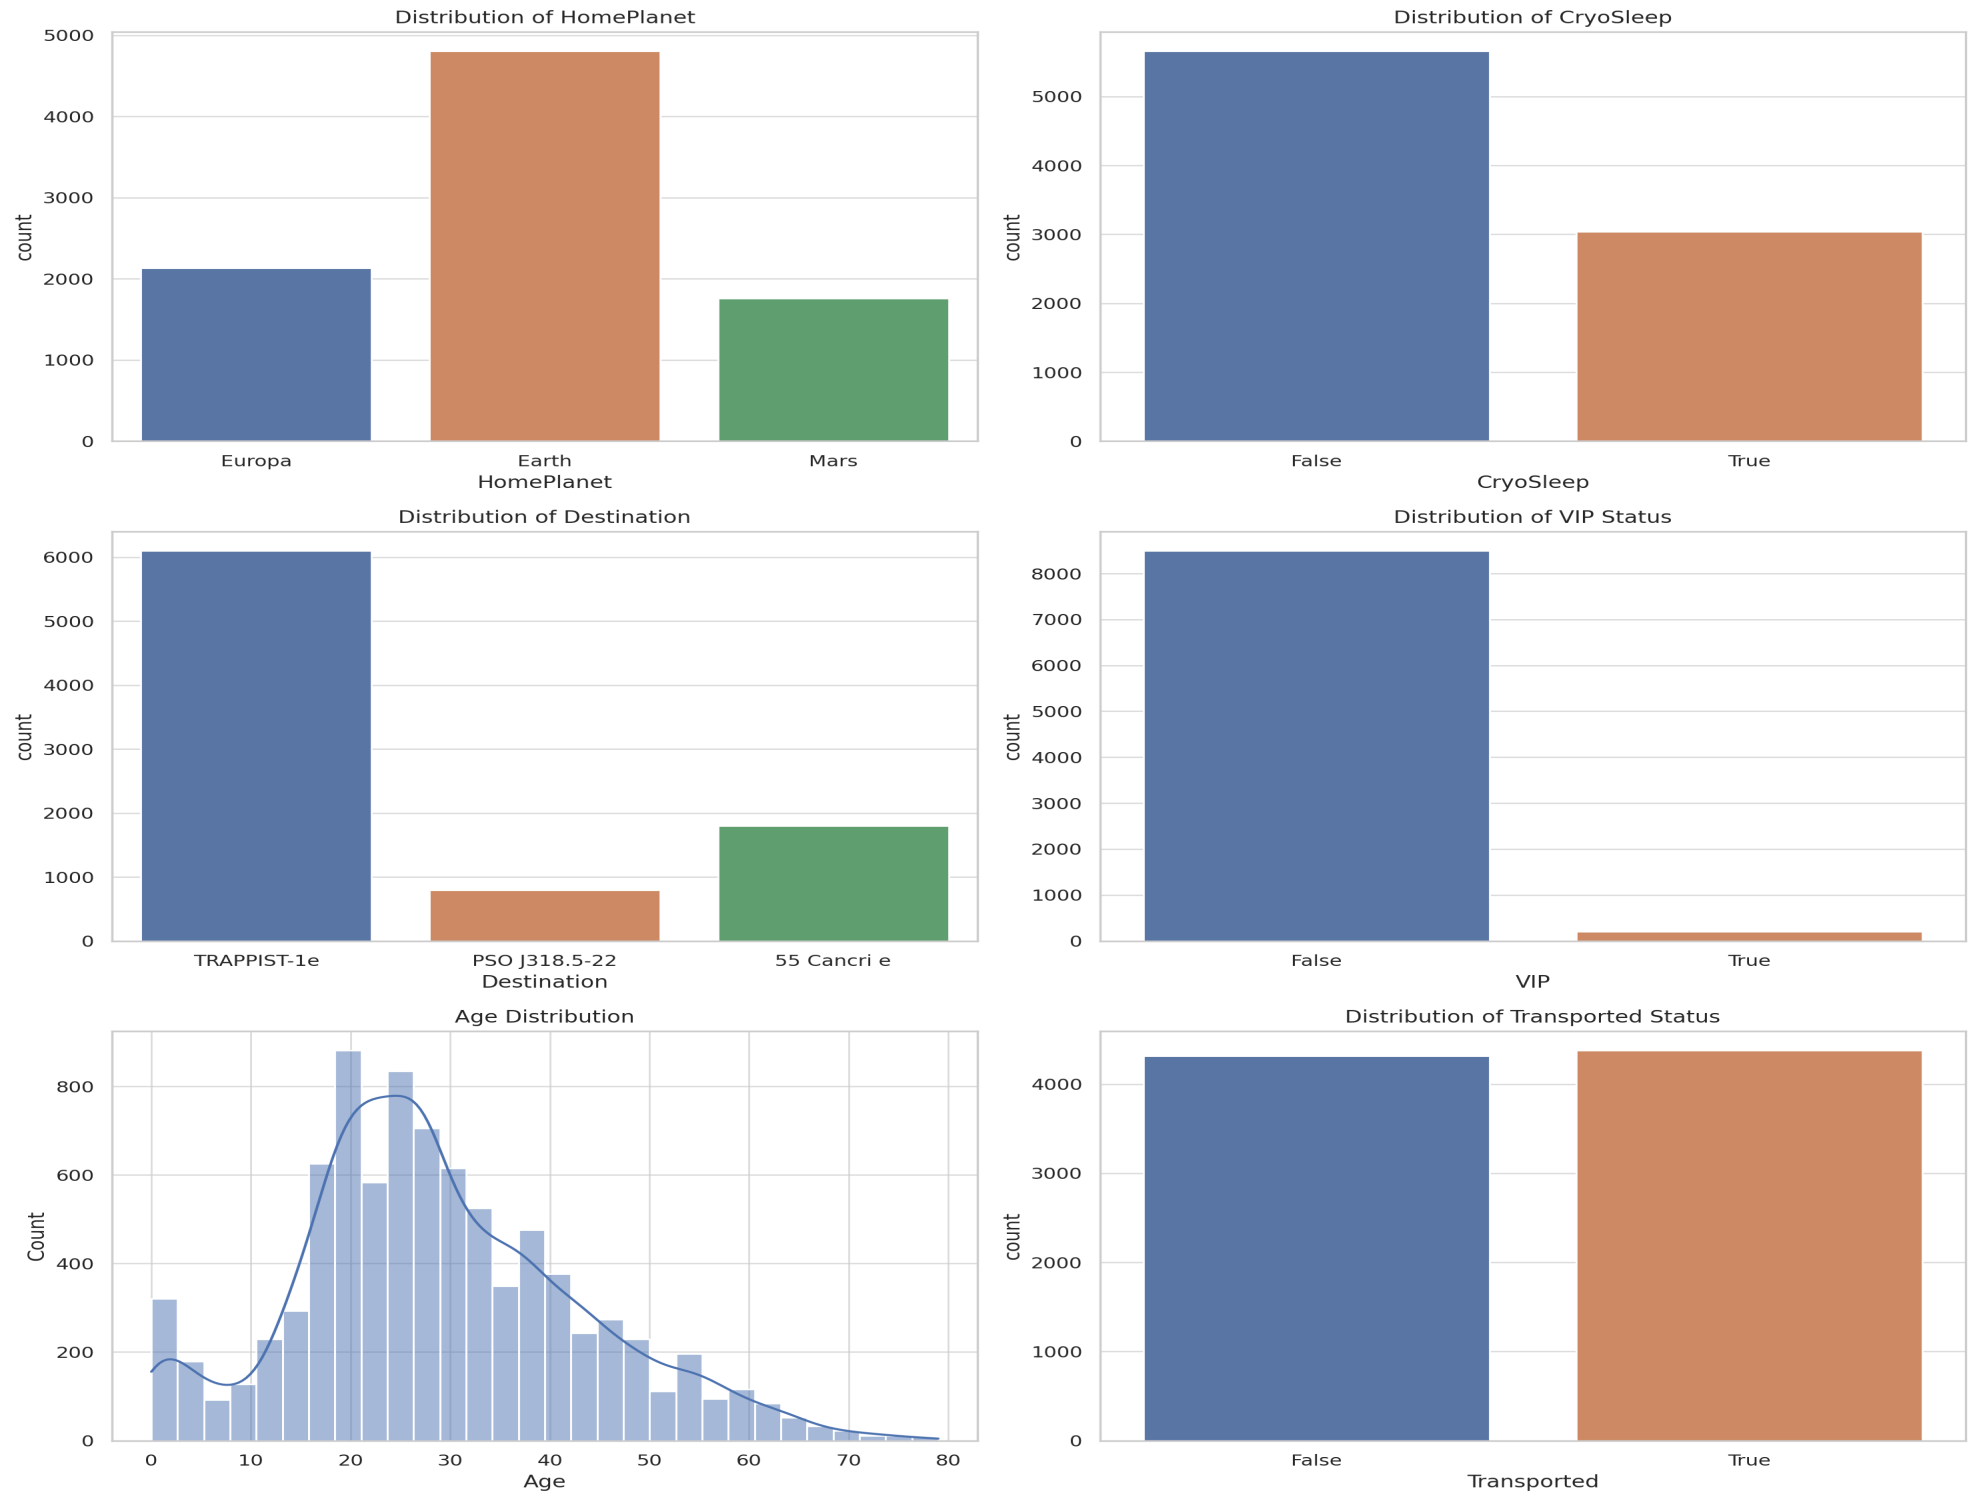 Distribution of HomePlanet
5000
4000
3000
2000
1000
0
count
Europa Earth Mars
HomePlanet
Distribution of CryoSleep
5000
4000
3000
2000
1000
0
count
False True
CryoSleep
Distribution of Destination
6000
5000
4000
3000
2000
1000
0
count
TRAPPIST-1e PSO J318.5-22 55 Cancri e
Destination
Distribution of VIP Status
8000
7000
6000
5000
4000
3000
2000
1000
0
count
False True
VIP
Age Distribution
800
600
400
200
0
Count
0 10 20 30 40 50 60 70 80
Age
Distribution of Transported Status
4000
3000
2000
1000
0
count
False True
Transported